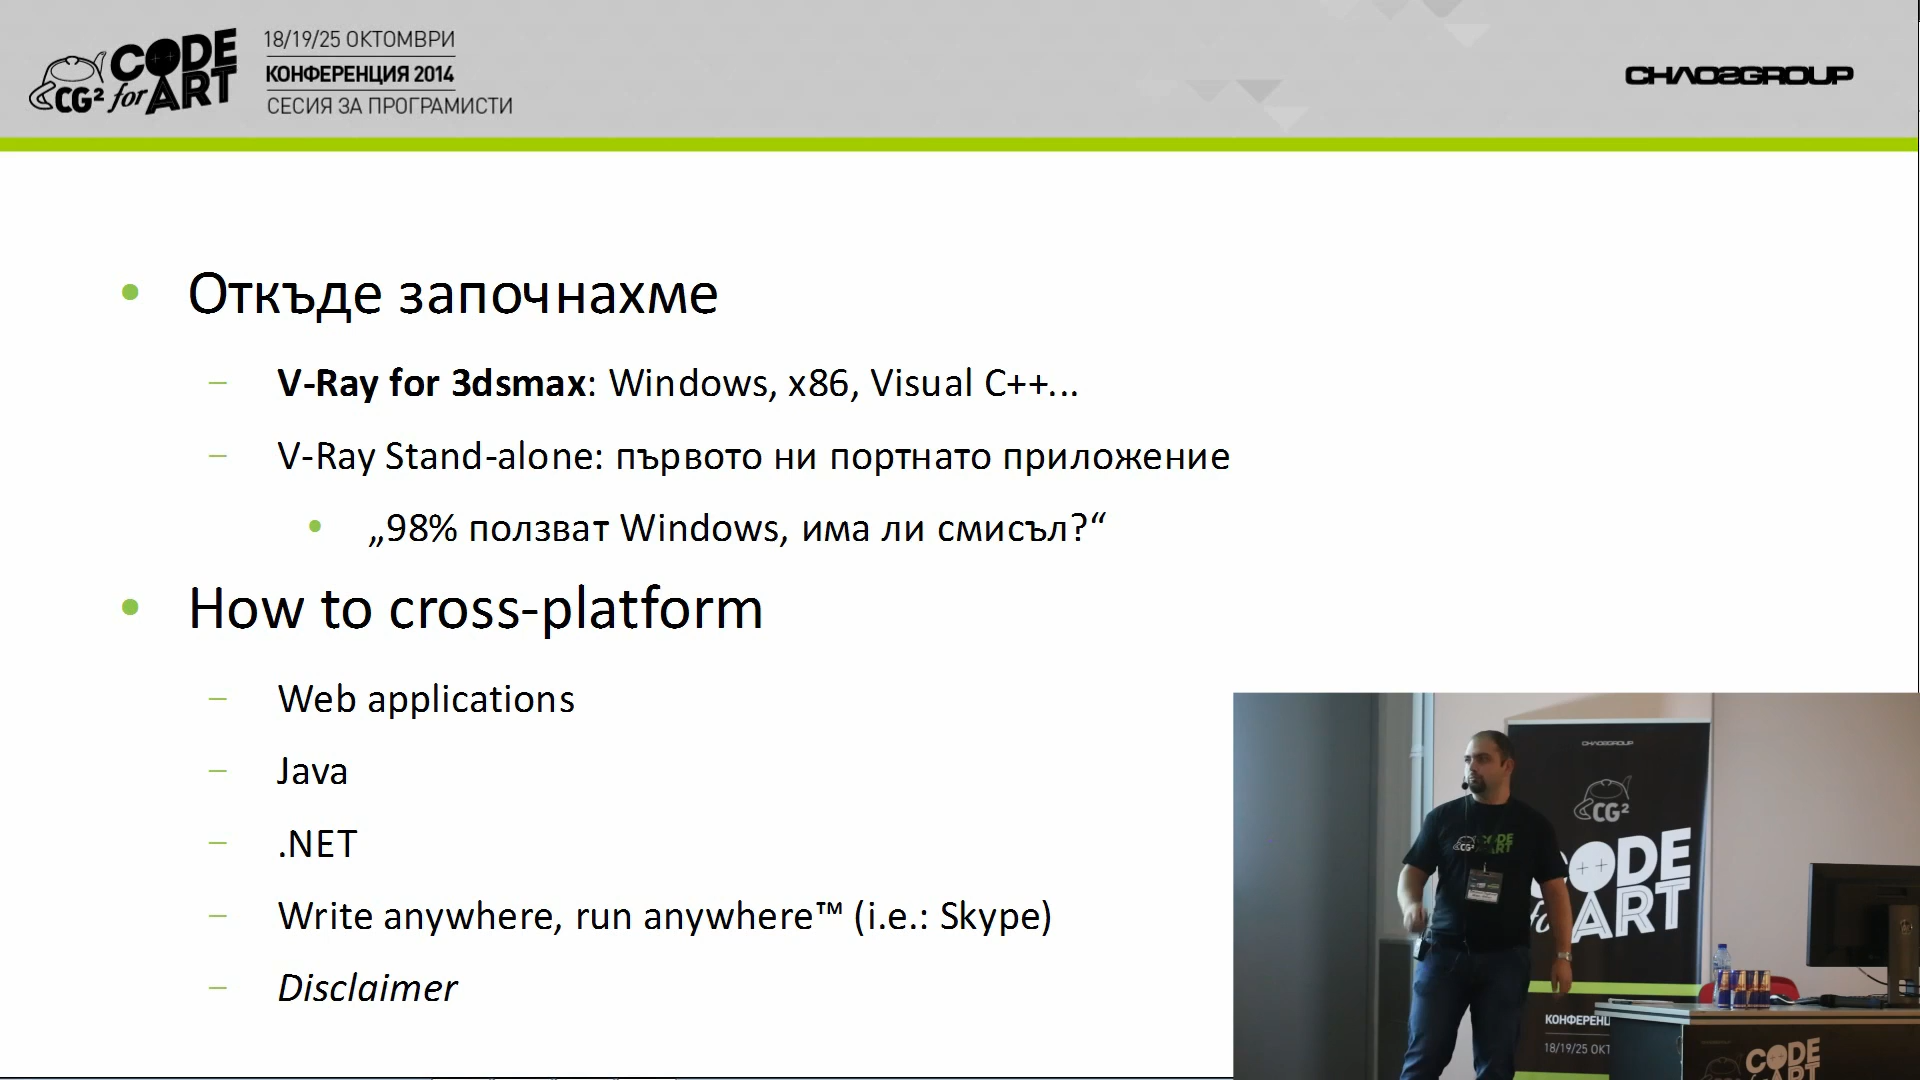 CODE
for ART
CG²
18/19/25 ОКТОМВРИ
КОНФЕРЕНЦИЯ 2014
СЕСИЯ ЗА ПРОГРАМИСТИ
CHAOSGROUP
• Откъде започнахме
– V-Ray for 3dsmax: Windows, x86, Visual C++...
– V-Ray Stand-alone: първото ни портнато приложение
• „98% ползват Windows, има ли смисъл?“
• How to cross-platform
– Web applications
– Java
– .NET
– Write anywhere, run anywhere™ (i.e.: Skype)
– Disclaimer
CHAOSGROUP
CG²
CODE
for ART
КОНФЕРЕНЦ
18/19/25 ОКТ
CODE